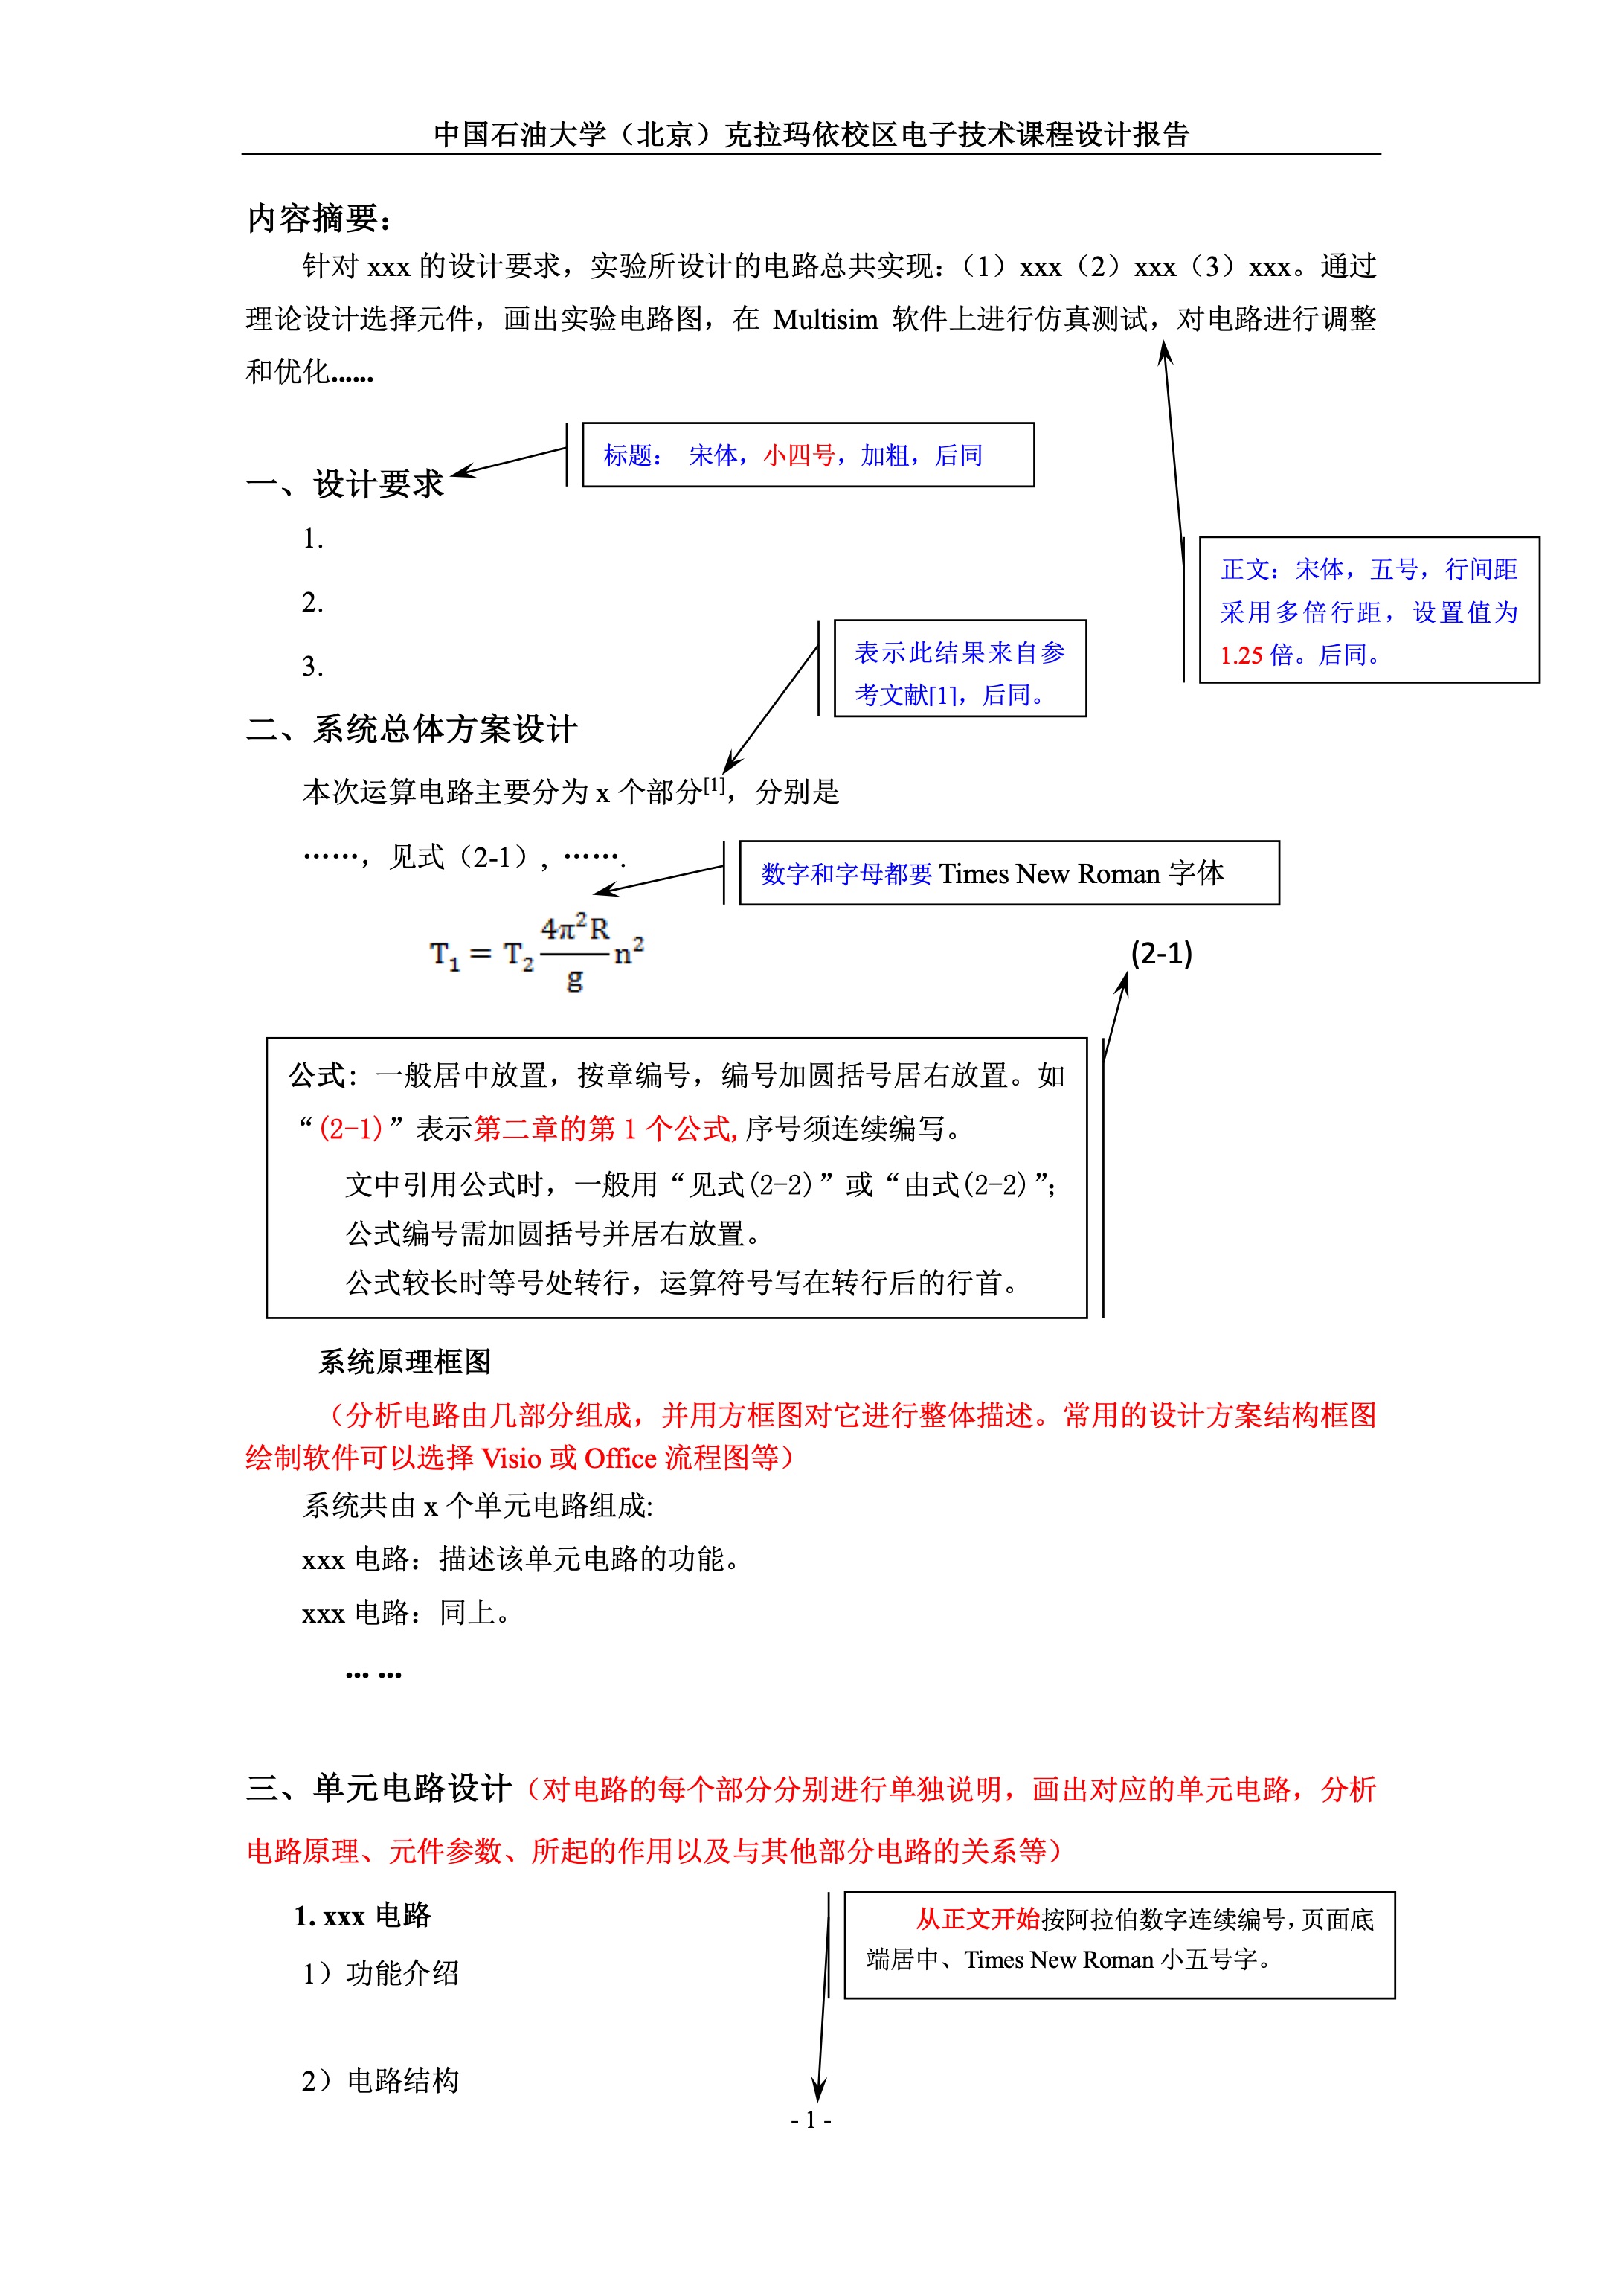 中国石油大学（北京）克拉玛依校区电子技术课程设计报告
内容摘要：
针对 xxx 的设计要求，实验所设计的电路总共实现：（1）xxx（2）xxx（3）xxx。通过
理论设计选择元件，画出实验电路图，在 Multisim 软件上进行仿真测试，对电路进行调整
和优化......
标题： 宋体，小四号，加粗，后同
一、设计要求
1.
2.
3.
正文：宋体，五号，行间距
采用多倍行距，设置值为
1.25 倍。后同。
表示此结果来自参
考文献[1]，后同。
二、系统总体方案设计
本次运算电路主要分为 x 个部分[1]，分别是
……，见式（2-1）, …….
数字和字母都要 Times New Roman 字体
T₁ = T₂ 4π²R/g n² (2-1)
公式: 一般居中放置，按章编号，编号加圆括号居右放置。如
“(2-1)”表示第二章的第 1 个公式,序号须连续编写。
文中引用公式时，一般用“见式(2-2)”或“由式(2-2)”；
公式编号需加圆括号并居右放置。
公式较长时等号处转行，运算符号写在转行后的行首。
系统原理框图
（分析电路由几部分组成，并用方框图对它进行整体描述。常用的设计方案结构框图
绘制软件可以选择 Visio 或 Office 流程图等）
系统共由 x 个单元电路组成:
xxx 电路：描述该单元电路的功能。
xxx 电路：同上。
... ...
三、单元电路设计（对电路的每个部分分别进行单独说明，画出对应的单元电路，分析
电路原理、元件参数、所起的作用以及与其他部分电路的关系等）
1. xxx 电路
1）功能介绍
从正文开始按阿拉伯数字连续编号，页面底
端居中、Times New Roman 小五号字。
2）电路结构
- 1 -